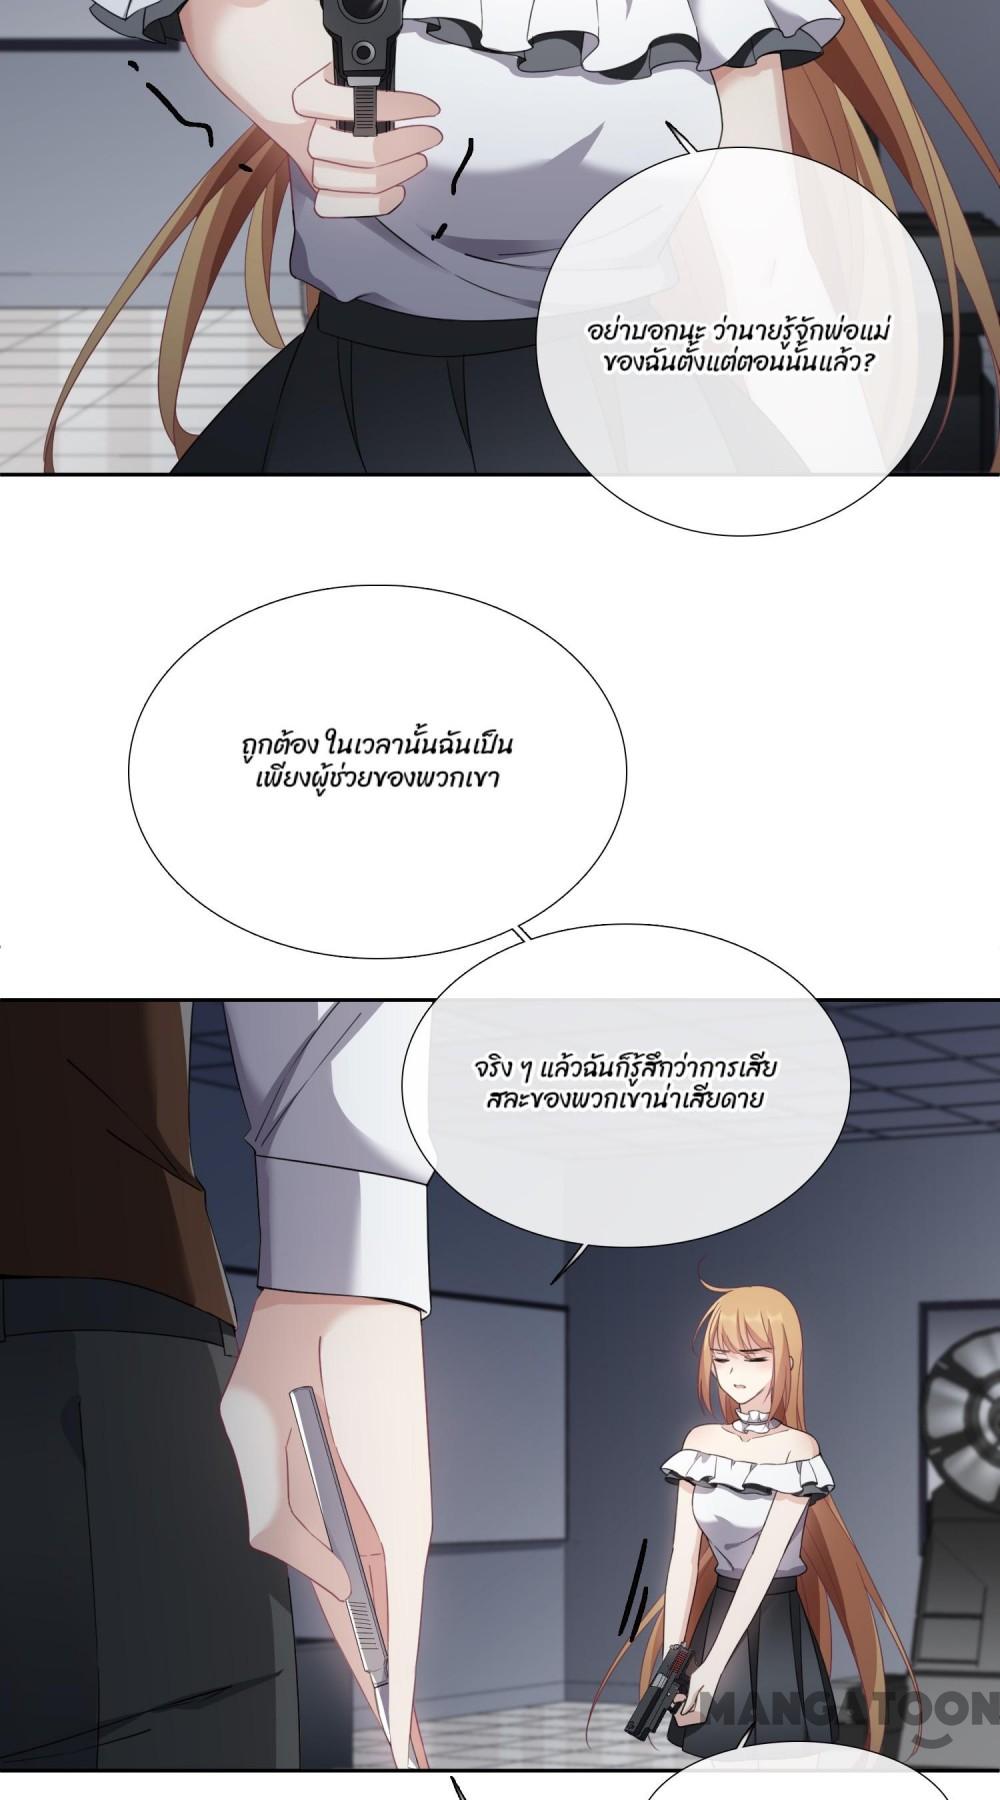 อย่าบอกนะ ว่านายรู้จักพ่อแม่
ของฉันตั้งแต่ตอนนั้นแล้ว?
ถูกต้อง ในเวลานั้นฉันเป็น
เพียงผู้ช่วยของพวกเขา
จริง ๆ แล้วฉันก็รู้สึกว่าการเสีย
สละของพวกเขาน่าเสียดาย
MANGATOON